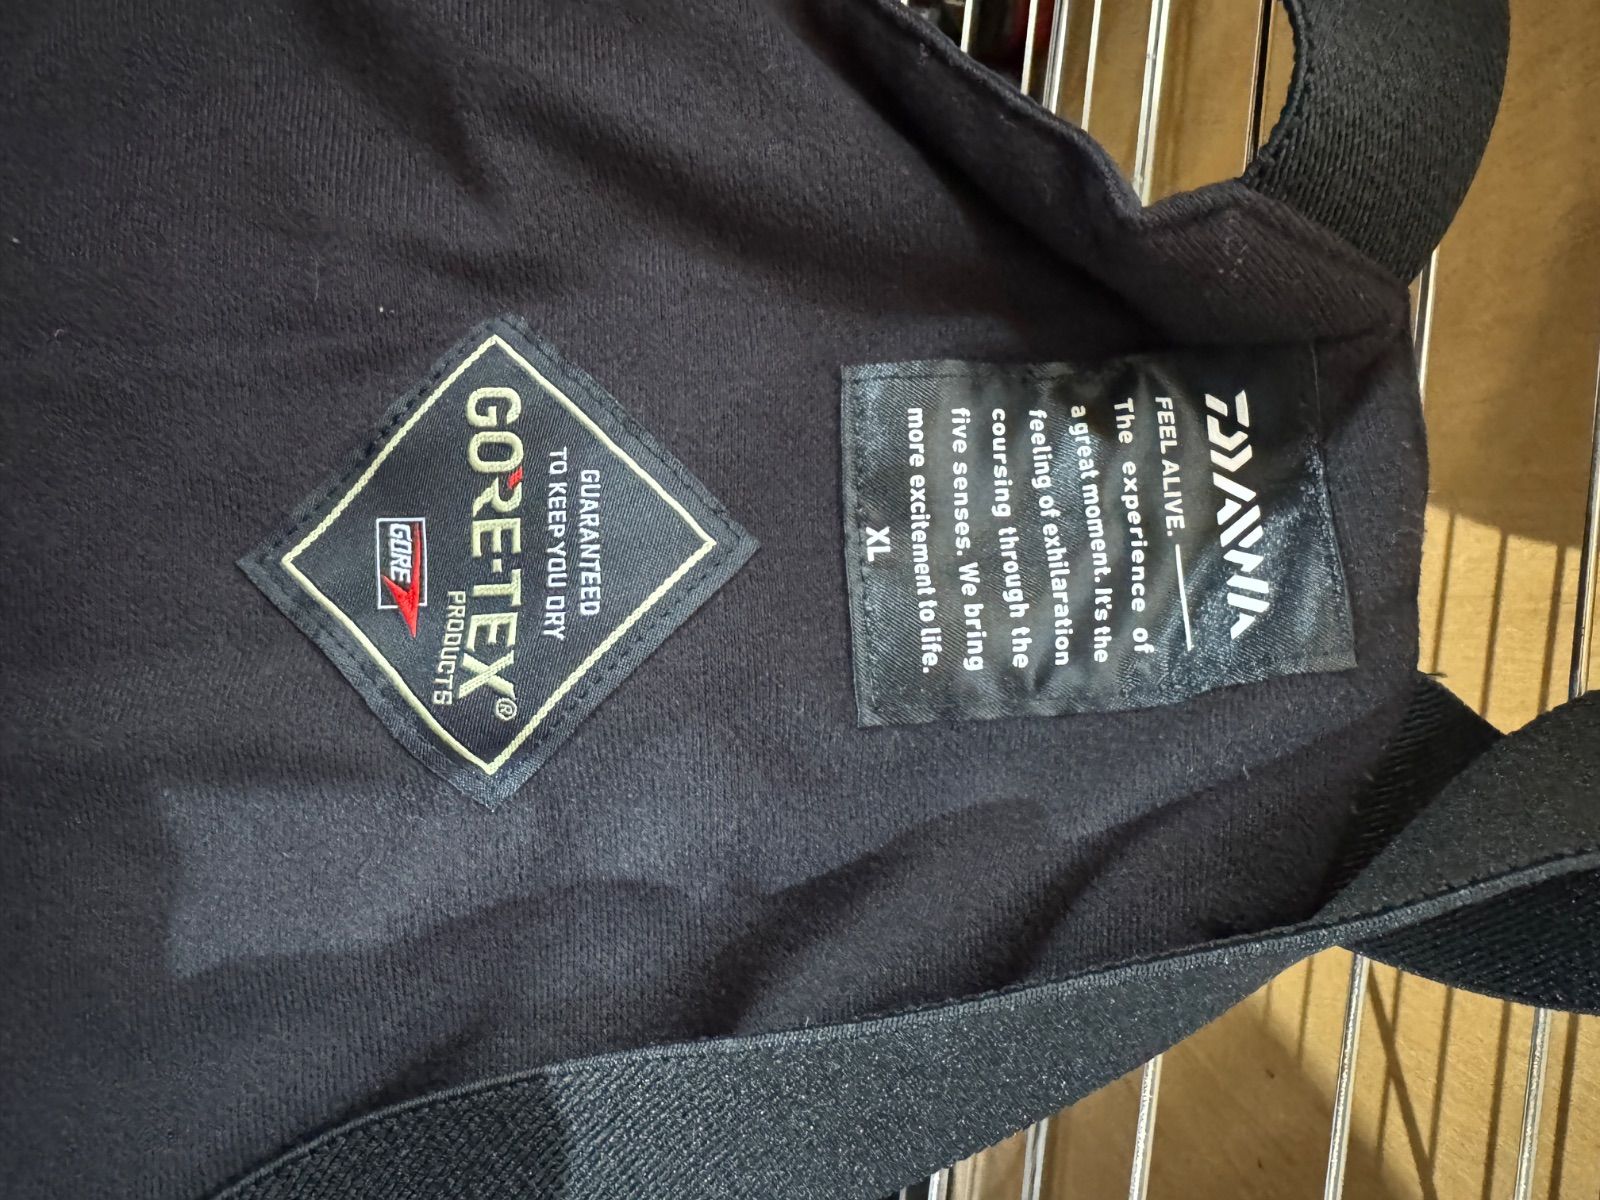 DAIWA
FEEL ALIVE.
The experience of
a great moment. It's the
feeling of exhilaration
coursing through the
five senses. We bring
more excitement to life.
XL
GUARANTEED
TO KEEP YOU DRY
GORE-TEX®
PRODUCTS
GORE